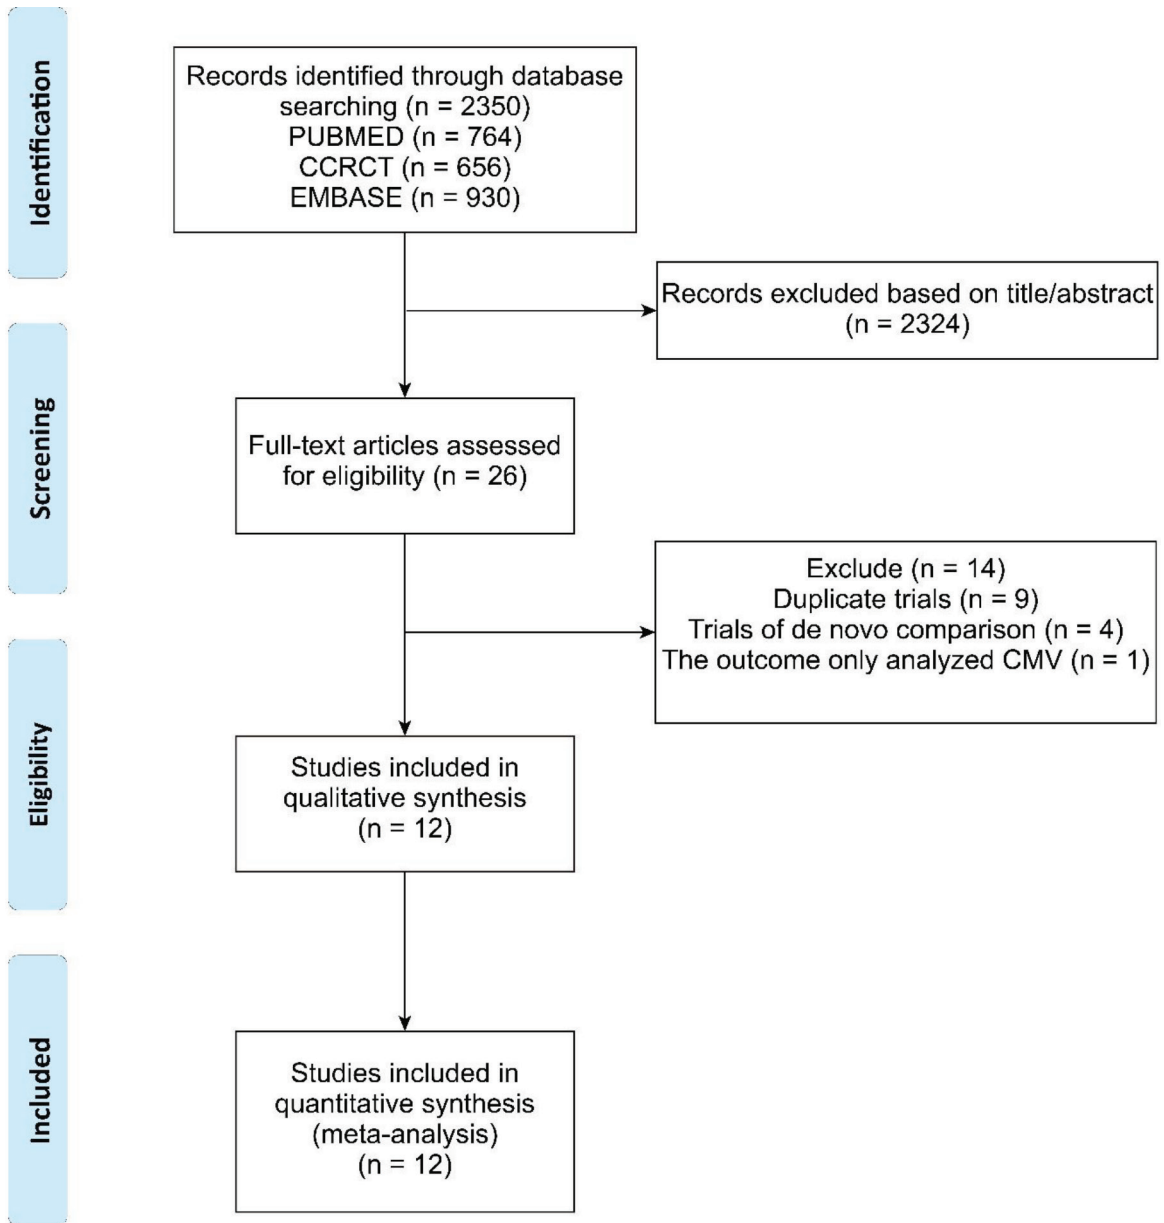 Identification
Records identified through database
searching (n = 2350)
PUBMED (n = 764)
CCRCT (n = 656)
EMBASE (n = 930)
Records excluded based on title/abstract
(n = 2324)
Screening
Full-text articles assessed
for eligibility (n = 26)
Exclude (n = 14)
Duplicate trials (n = 9)
Trials of de novo comparison (n = 4)
The outcome only analyzed CMV (n = 1)
Eligibility
Studies included in
qualitative synthesis
(n = 12)
Included
Studies included in
quantitative synthesis
(meta-analysis)
(n = 12)